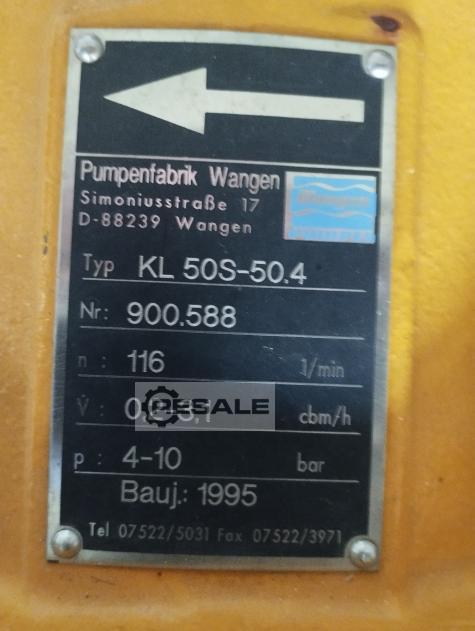 Pumpenfabrik Wangen
Simoniusstraße 17
D-88239 Wangen
Typ KL 50S-50.4
Nr: 900.588
n: 116 1/min
V̇: cbm/h
RESALE
p: 4-10 bar
Bauj.: 1995
Tel 07522/5031 Fax 07522/3971